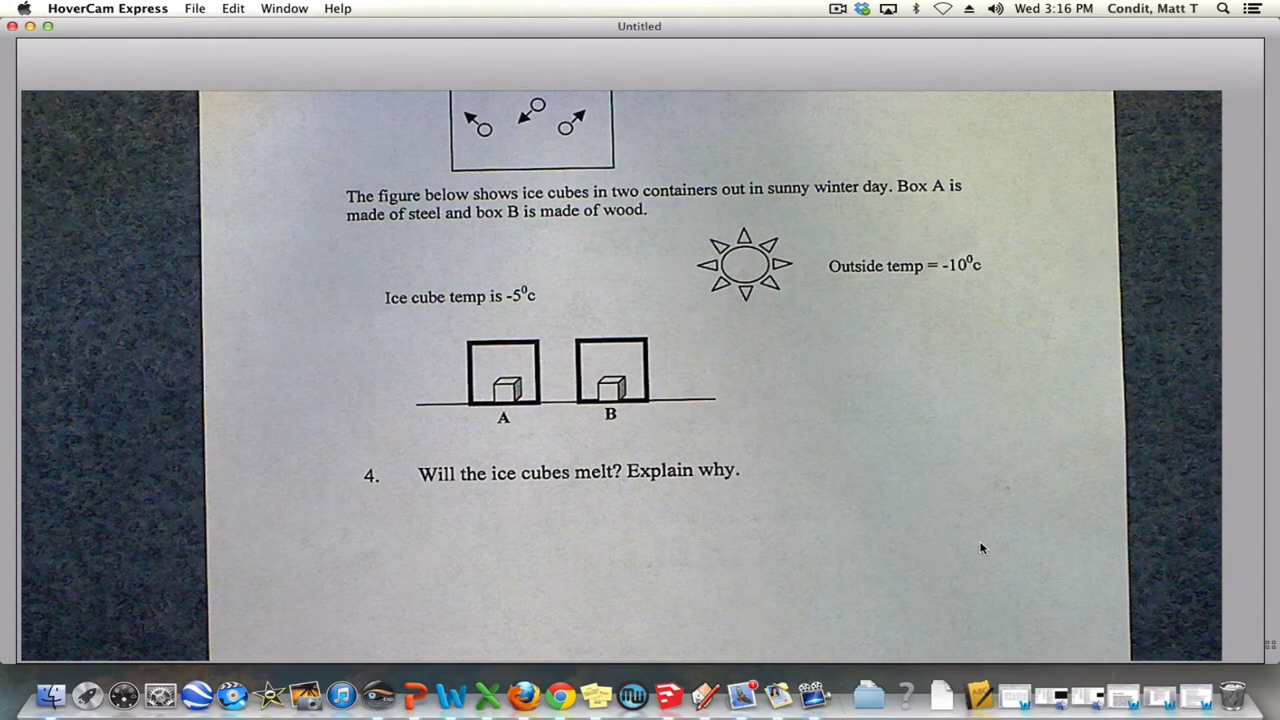 HoverCam Express File Edit Window Help Wed 3:16 PM Condit, Matt T
Untitled
The figure below shows ice cubes in two containers out in sunny winter day. Box A is
made of steel and box B is made of wood.
Outside temp = -10⁰c
Ice cube temp is -5⁰c
A B
4. Will the ice cubes melt? Explain why.